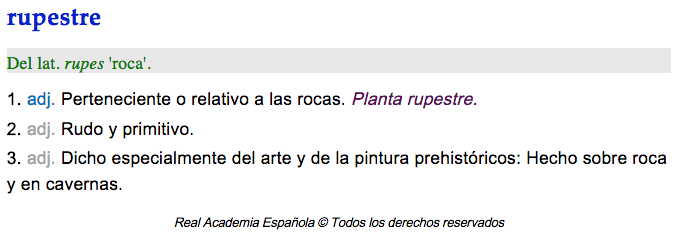 rupestre
Del lat. rupes 'roca'.
1. adj. Perteneciente o relativo a las rocas. Planta rupestre.
2. adj. Rudo y primitivo.
3. adj. Dicho especialmente del arte y de la pintura prehistóricos: Hecho sobre roca
y en cavernas.
Real Academia Española © Todos los derechos reservados